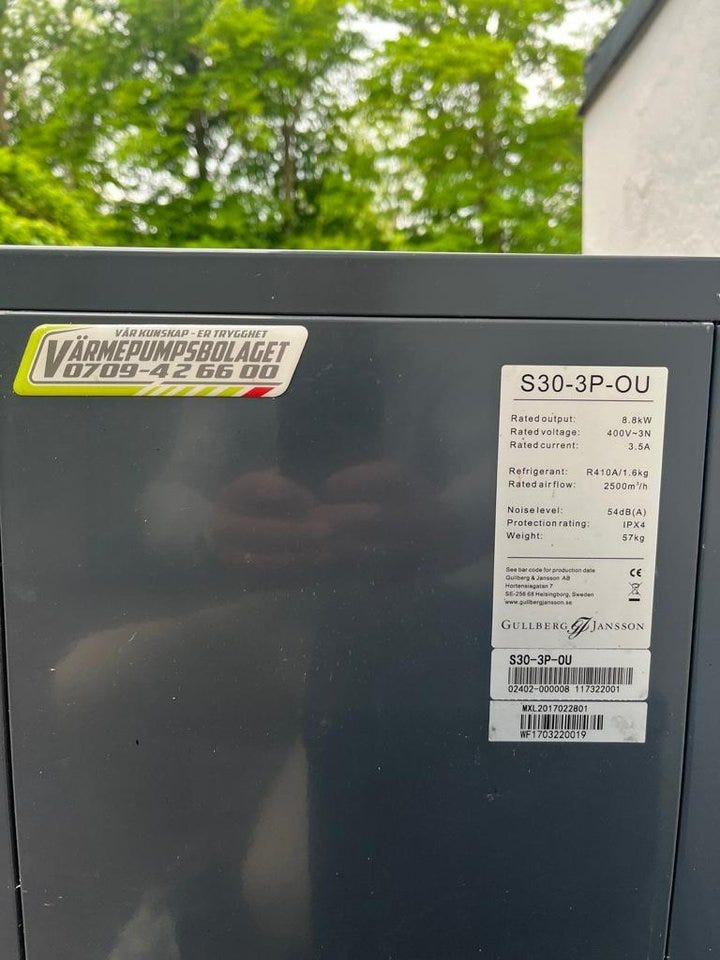 VÅR KUNSKAP - ER TRYGGHET
VÄRMEPUMPSBOLAGET
0709-42 66 00
S30-3P-OU
Rated output: 8.8kW
Rated voltage: 400V~3N
Rated current: 3.5A
Refrigerant: R410A/1.6kg
Rated airflow: 2500m³/h
Noise level: 54dB(A)
Protection rating: IPX4
Weight: 57kg
See bar code for production date
Gullberg & Jansson AB
Hortensiagatan 7
SE-256 68 Helsingborg, Sweden
www.gullbergjansson.se
CE
GULLBERG & JANSSON
S30-3P-OU
02402-000008 117322001
MXL2017022801
WF1703220019